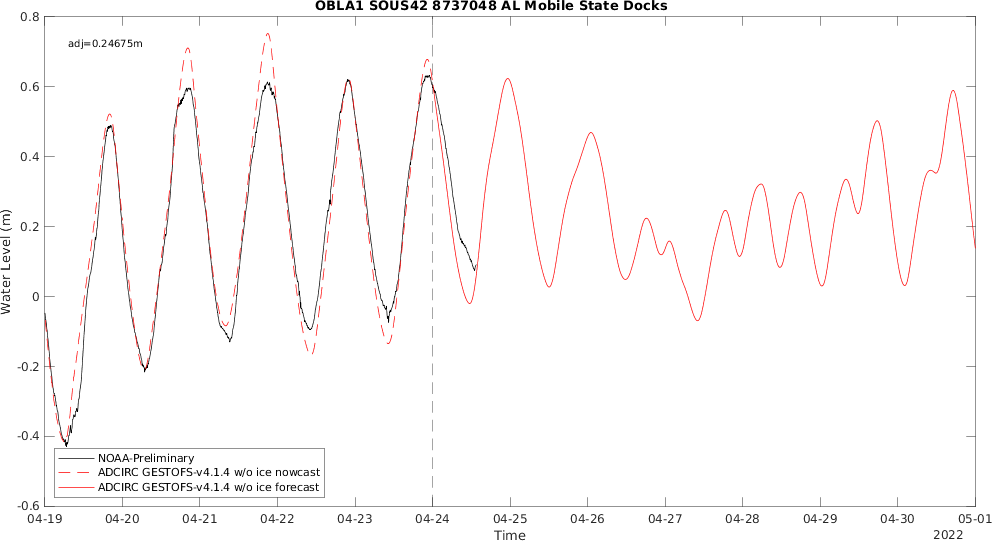 OBLA1 SOUS42 8737048 AL Mobile State Docks
adj=0.24675m
0.8
0.6
0.4
0.2
0
-0.2
-0.4
-0.6
Water Level (m)
NOAA-Preliminary
ADCIRC GESTOFS-v4.1.4 w/o ice nowcast
ADCIRC GESTOFS-v4.1.4 w/o ice forecast
04-19 04-20 04-21 04-22 04-23 04-24 04-25 04-26 04-27 04-28 04-29 04-30 05-01
Time
2022